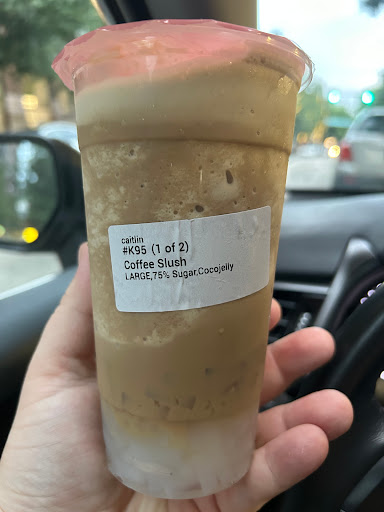 caitlin
#K95 (1 of 2)
Coffee Slush
LARGE,75% Sugar,Cocojelly